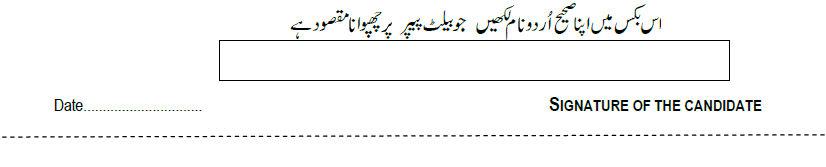 اس بکس میں اپنا صحیح اُردو نام لکھیں جو بیلٹ پیپر پر چھپوانا مقصود ہے
Date............................... SIGNATURE OF THE CANDIDATE